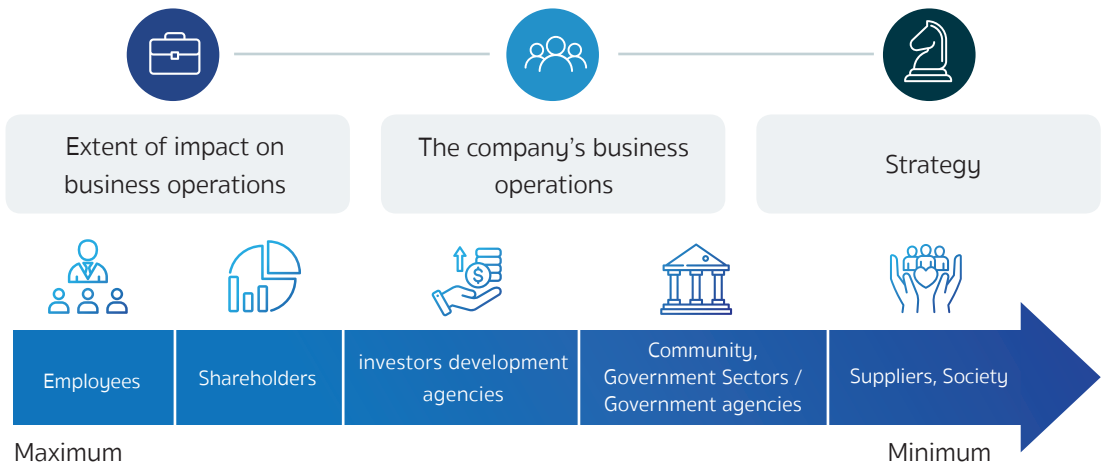 Extent of impact on
business operations
The company's business
operations
Strategy
Employees
Shareholders
investors development
agencies
Community,
Government Sectors /
Government agencies
Suppliers, Society
Maximum
Minimum